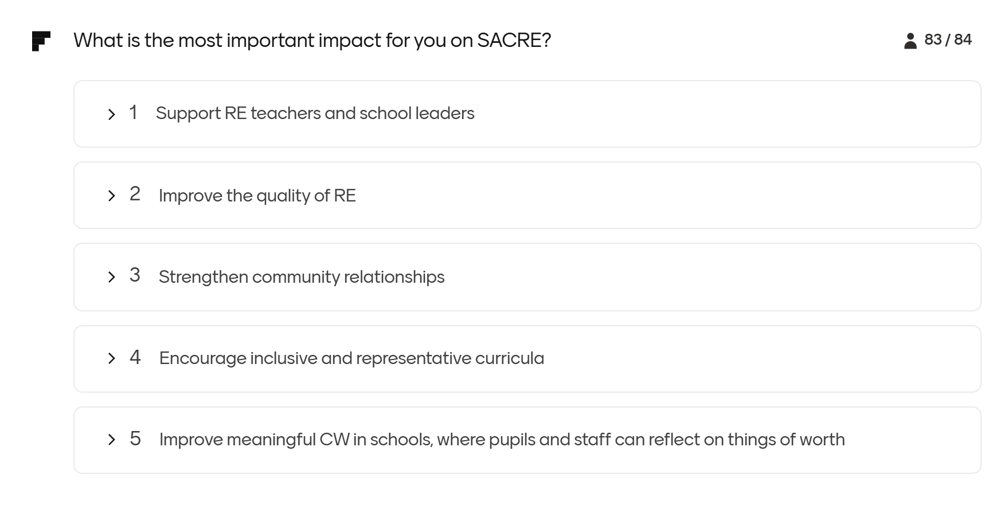 What is the most important impact for you on SACRE?
83 / 84
1 Support RE teachers and school leaders
2 Improve the quality of RE
3 Strengthen community relationships
4 Encourage inclusive and representative curricula
5 Improve meaningful CW in schools, where pupils and staff can reflect on things of worth